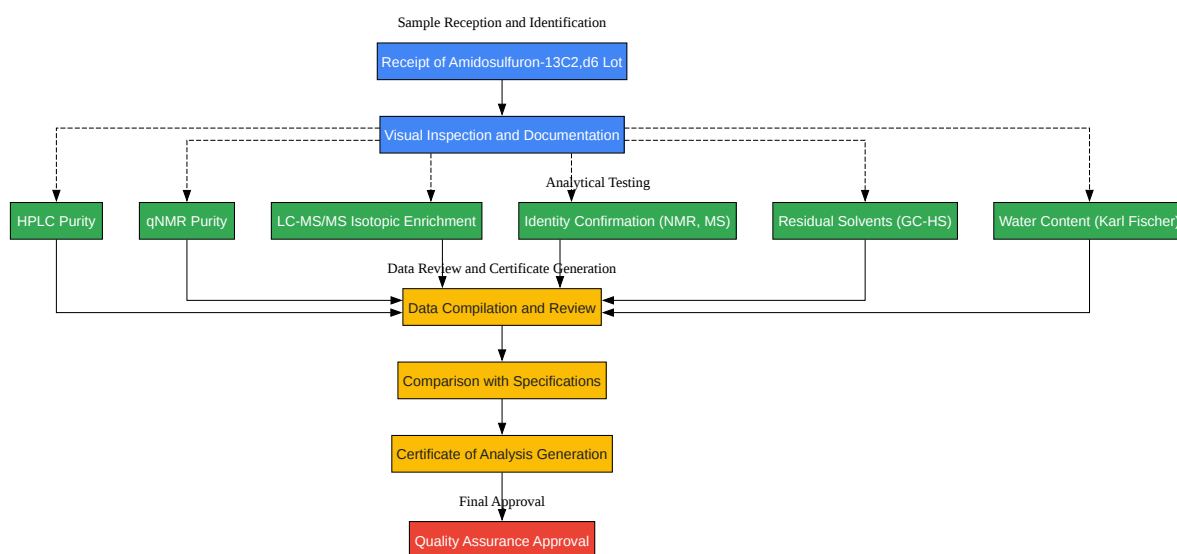 Sample Reception and Identification
Receipt of Amidosulfuron-13C2,d6 Lot
Visual Inspection and Documentation
Analytical Testing
HPLC Purity
qNMR Purity
LC-MS/MS Isotopic Enrichment
Identity Confirmation (NMR, MS)
Residual Solvents (GC-HS)
Water Content (Karl Fischer)
Data Review and Certificate Generation
Data Compilation and Review
Comparison with Specifications
Certificate of Analysis Generation
Final Approval
Quality Assurance Approval